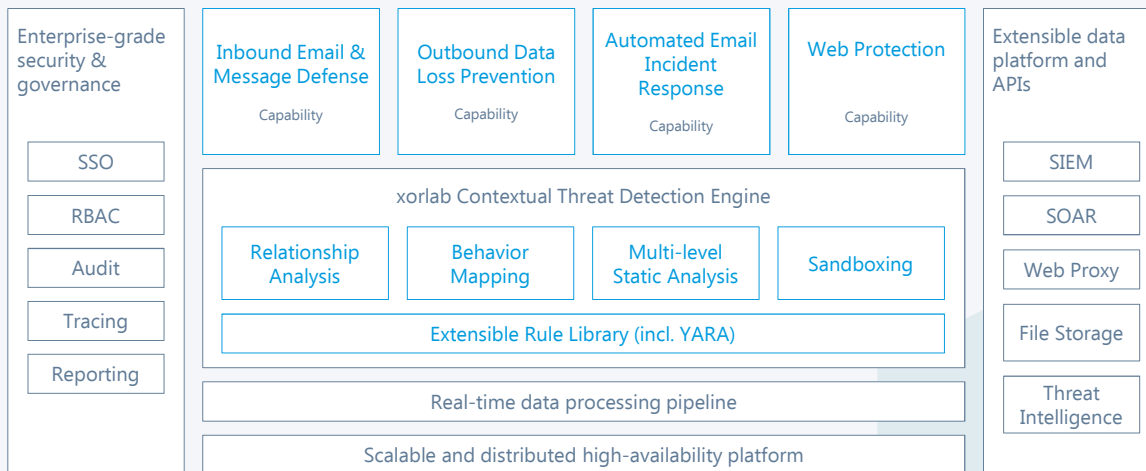 Enterprise-grade
security &
governance
SSO
RBAC
Audit
Tracing
Reporting
Inbound Email &
Message Defense
Capability
Outbound Data
Loss Prevention
Capability
Automated Email
Incident
Response
Capability
Web Protection
Capability
xorlab Contextual Threat Detection Engine
Relationship
Analysis
Behavior
Mapping
Multi-level
Static Analysis
Sandboxing
Extensible Rule Library (incl. YARA)
Real-time data processing pipeline
Scalable and distributed high-availability platform
Extensible data
platform and
APIs
SIEM
SOAR
Web Proxy
File Storage
Threat
Intelligence